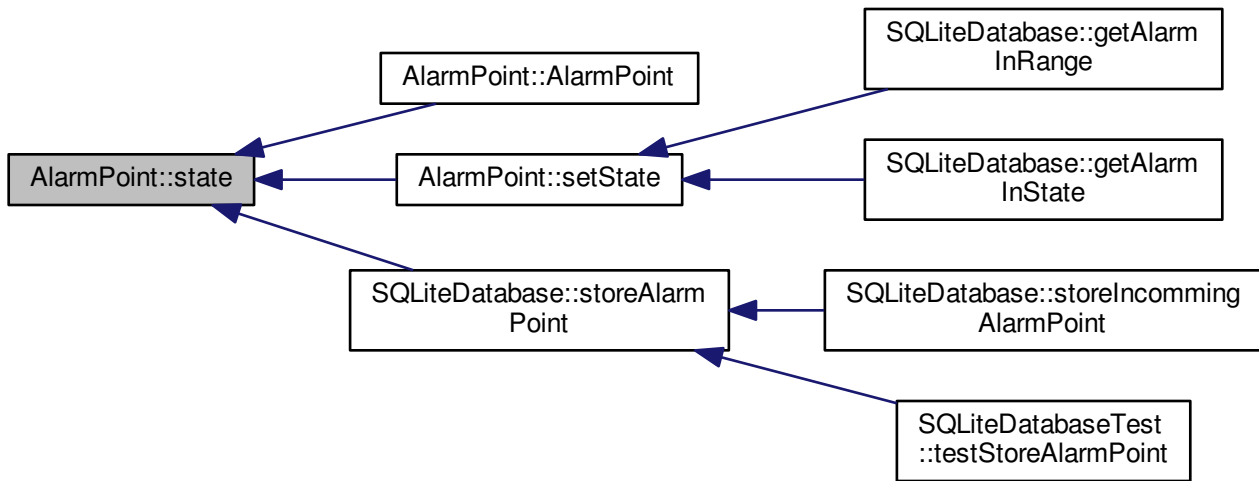 SQLiteDatabase::getAlarm
InRange
AlarmPoint::AlarmPoint
AlarmPoint::state
AlarmPoint::setState
SQLiteDatabase::getAlarm
InState
SQLiteDatabase::storeAlarm
Point
SQLiteDatabase::storeIncomming
AlarmPoint
SQLiteDatabaseTest
::testStoreAlarmPoint